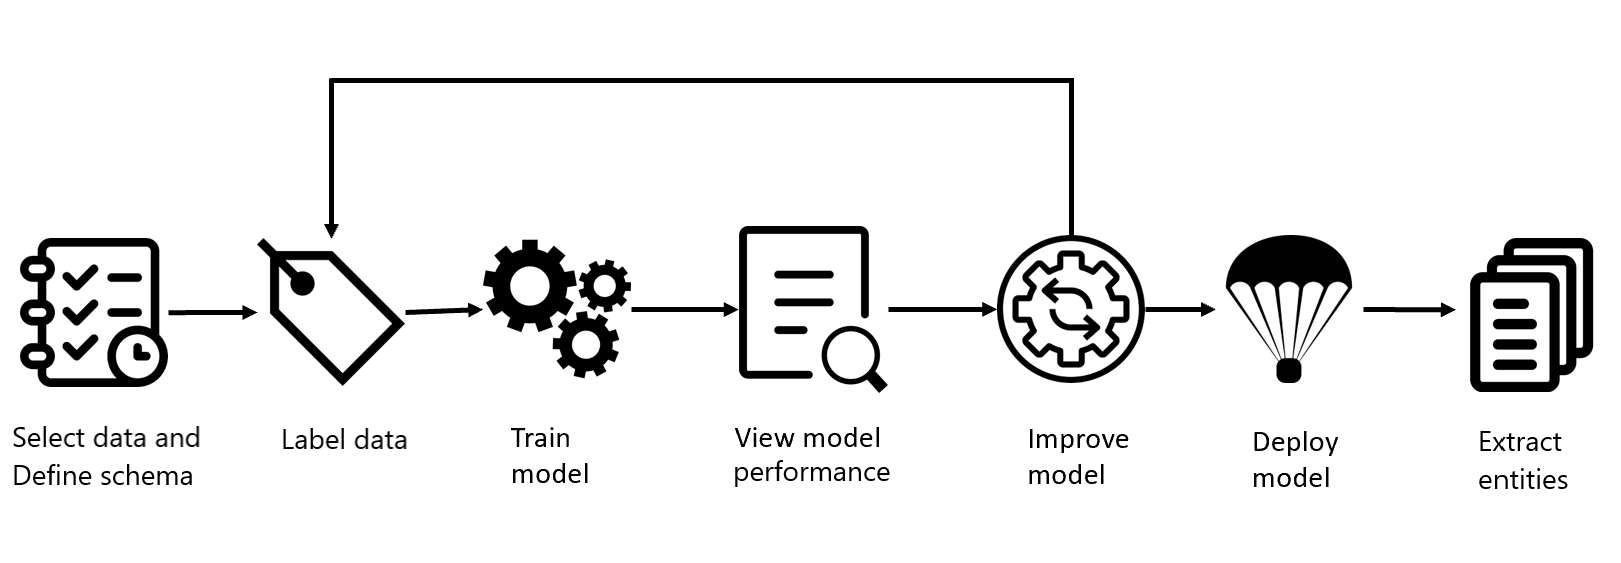 Select data and
Define schema
Label data
Train
model
View model
performance
Improve
model
Deploy
model
Extract
entities